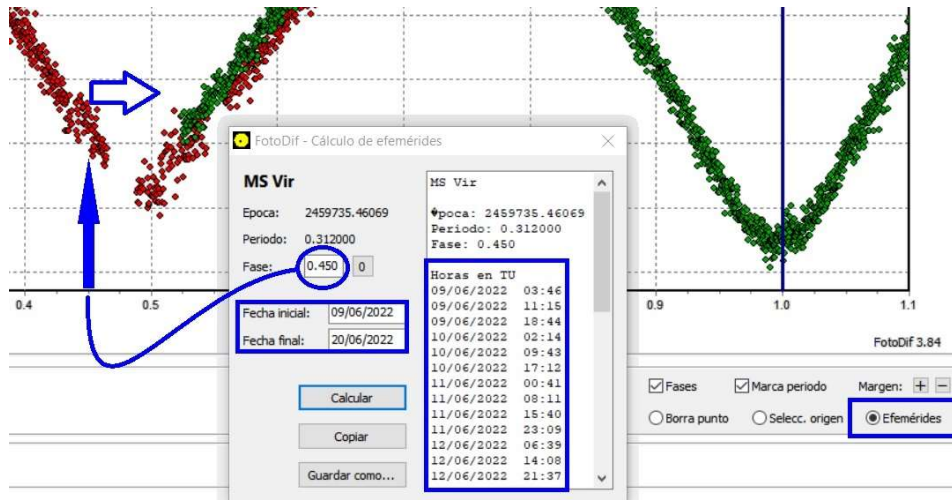 FotoDif - Cálculo de efemérides
MS Vir
Epoca: 2459735.46069
Periodo: 0.312000
Fase: 0.450 0
Fecha inicial: 09/06/2022
Fecha final: 20/06/2022
Calcular
Copiar
Guardar como...
MS Vir
�poca: 2459735.46069
Periodo: 0.312000
Fase: 0.450
Horas en TU
09/06/2022 03:46
09/06/2022 11:15
09/06/2022 18:44
10/06/2022 02:14
10/06/2022 09:43
10/06/2022 17:12
11/06/2022 00:41
11/06/2022 08:11
11/06/2022 15:40
11/06/2022 23:09
12/06/2022 06:39
12/06/2022 14:08
12/06/2022 21:37
0.4 0.5 0.9 1.0 1.1
FotoDif 3.84
Fases Marca periodo Margen: + −
Borra punto Selecc. origen Efemérides